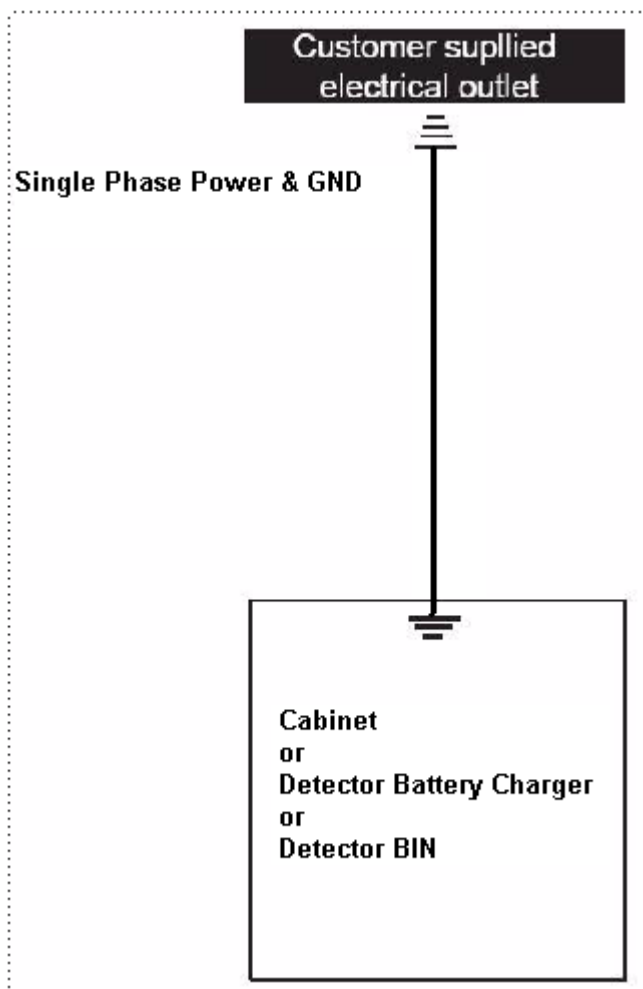 Customer supllied
electrical outlet
Single Phase Power & GND
Cabinet
or
Detector Battery Charger
or
Detector BIN